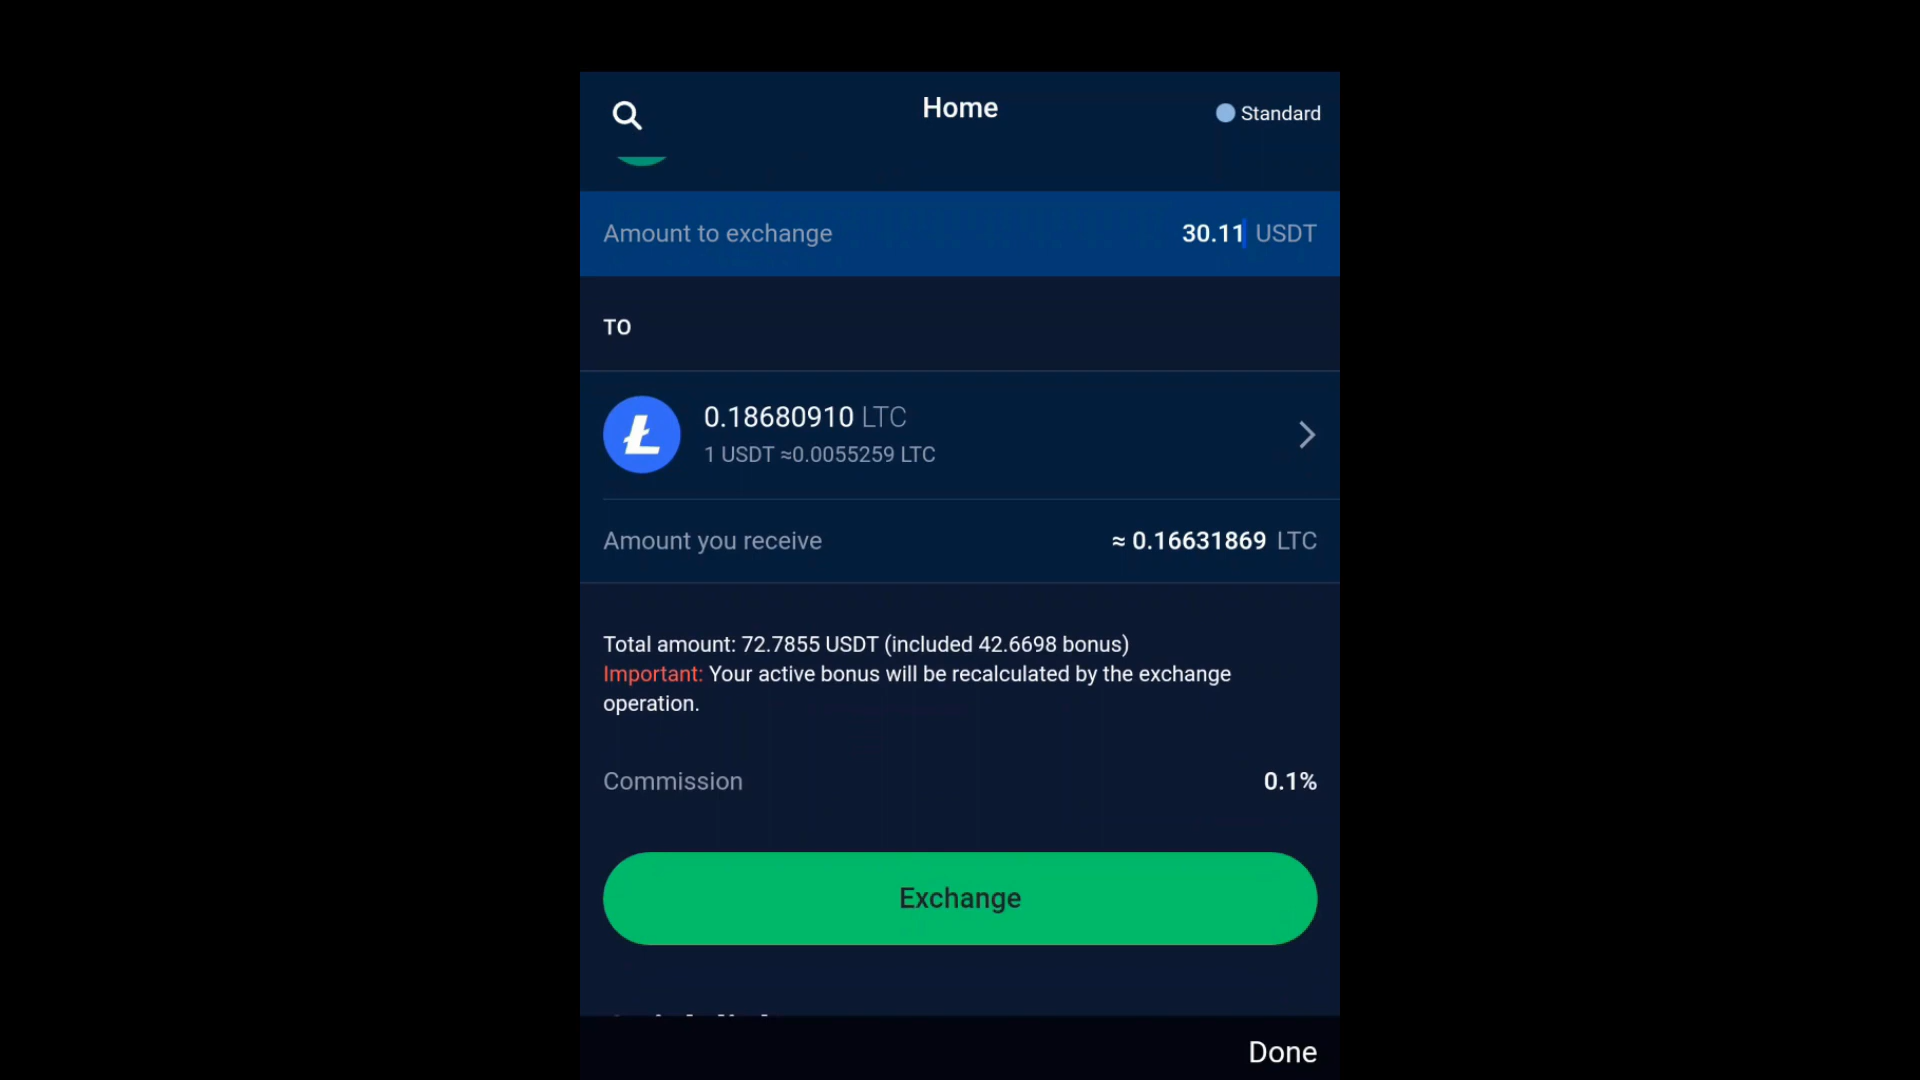 Home
Standard
Amount to exchange 30.11 USDT
TO
0.18680910 LTC
1 USDT ≈0.0055259 LTC
Amount you receive ≈ 0.16631869 LTC
Total amount: 72.7855 USDT (included 42.6698 bonus)
Important: Your active bonus will be recalculated by the exchange
operation.
Commission 0.1%
Exchange
Done